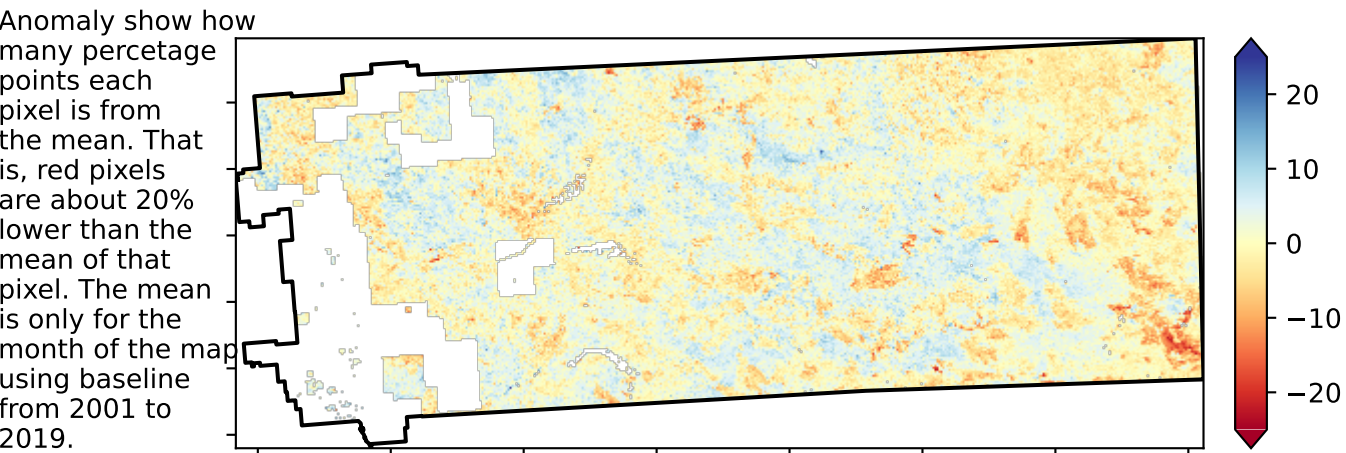 Anomaly show how
many percetage
points each
pixel is from
the mean. That
is, red pixels
are about 20%
lower than the
mean of that
pixel. The mean
is only for the
month of the map
using baseline
from 2001 to
2019.
20
10
0
−10
−20